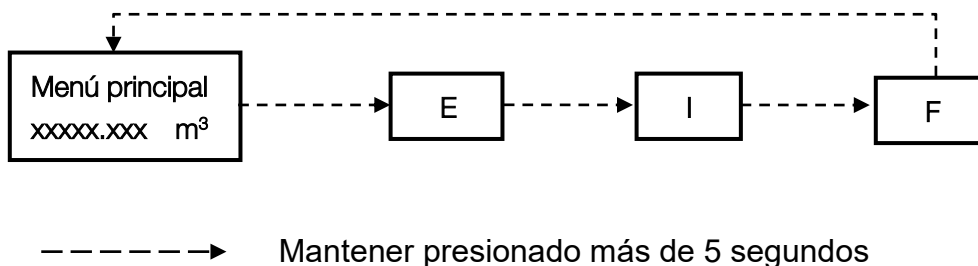 Menú principal
xxxxx.xxx m³
E
I
F
Mantener presionado más de 5 segundos